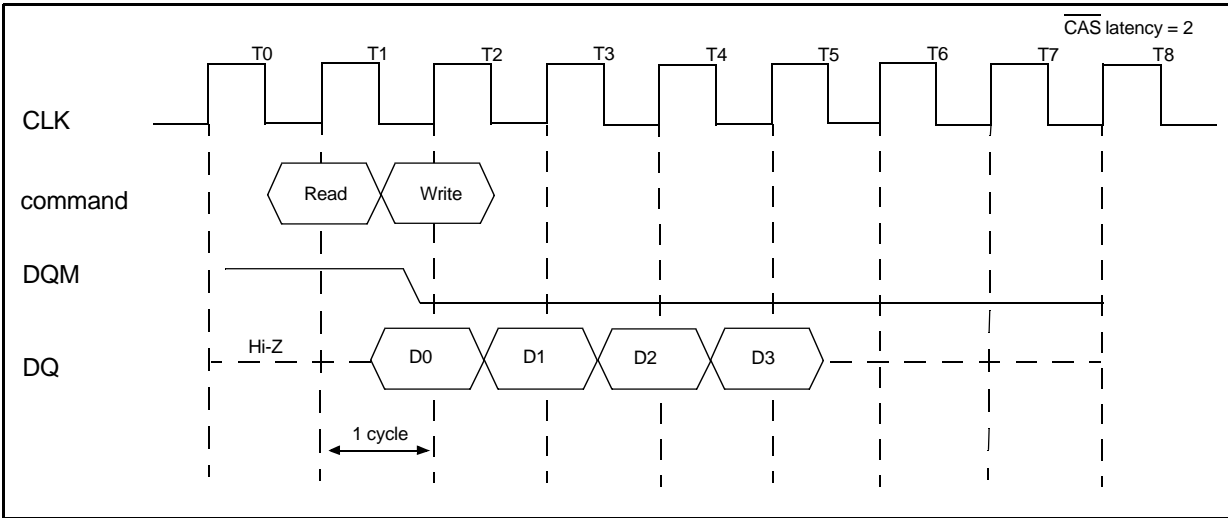 CAS latency = 2
T0 T1 T2 T3 T4 T5 T6 T7 T8
CLK
command Read Write
DQM
Hi-Z
DQ D0 D1 D2 D3
1 cycle